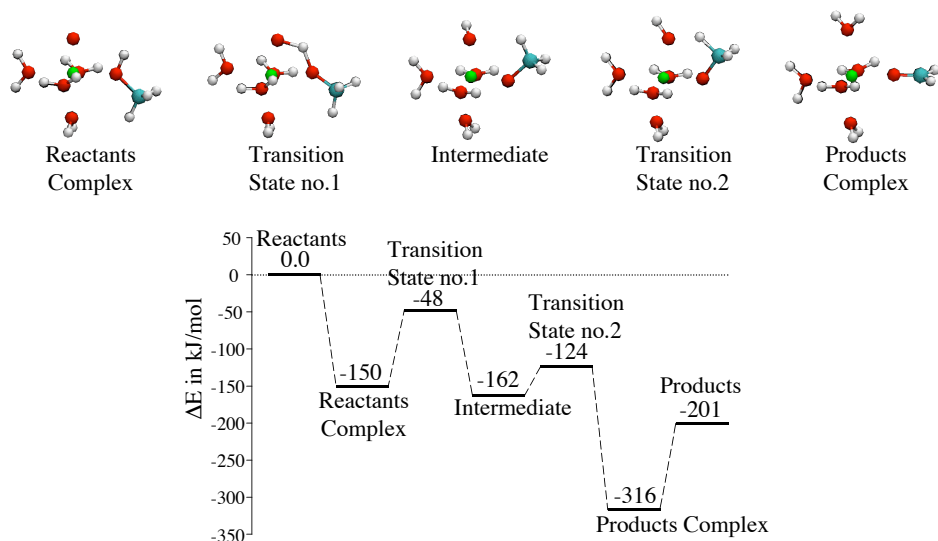 Reactants
Complex
Transition
State no.1
Intermediate
Transition
State no.2
Products
Complex
ΔE in kJ/mol
50
0
-50
-100
-150
-200
-250
-300
-350
Reactants
0.0
-150
Reactants
Complex
Transition
State no.1
-48
-162
Intermediate
Transition
State no.2
-124
-316
Products Complex
Products
-201